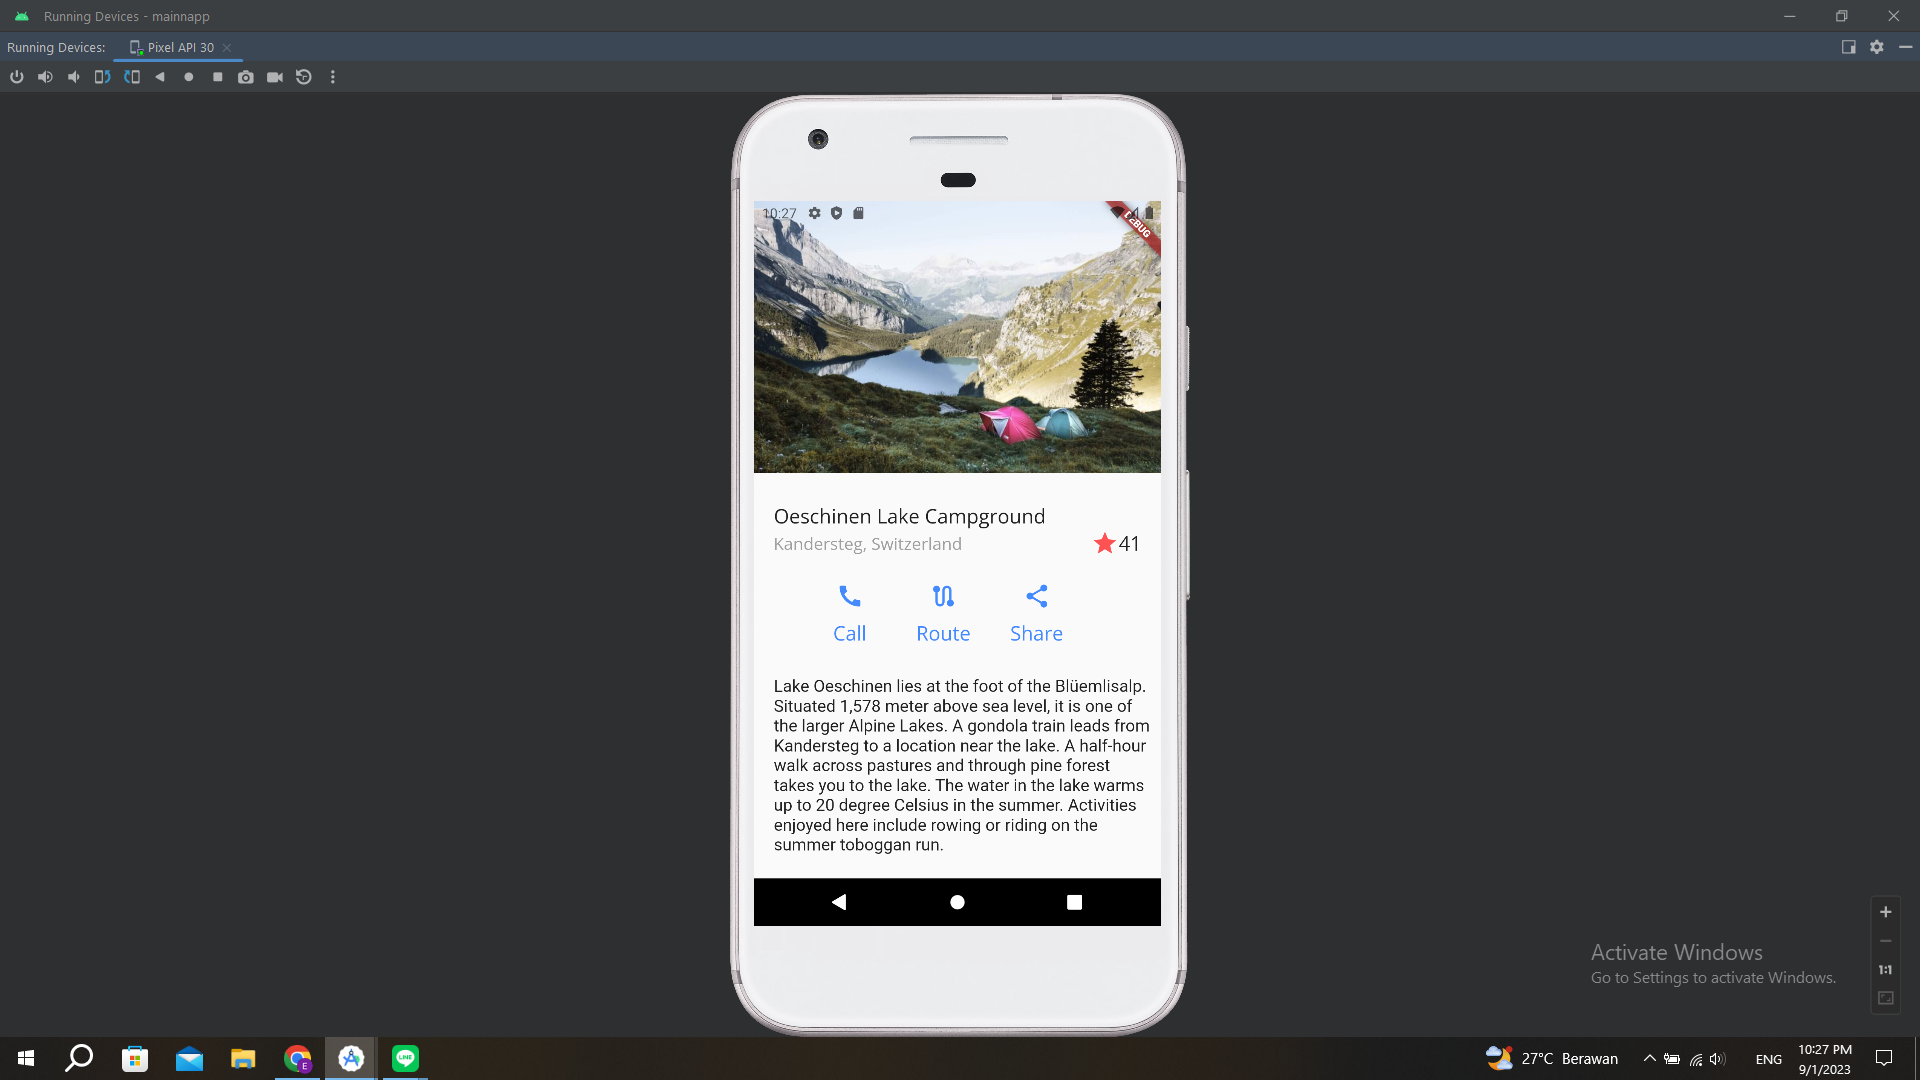 Running Devices - mainnapp
Running Devices:
Pixel API 30
10:27
Oeschinen Lake Campground
Kandersteg, Switzerland
41
Call
Route
Share
Lake Oeschinen lies at the foot of the Blüemlisalp.
Situated 1,578 meter above sea level, it is one of
the larger Alpine Lakes. A gondola train leads from
Kandersteg to a location near the lake. A half-hour
walk across pastures and through pine forest
takes you to the lake. The water in the lake warms
up to 20 degree Celsius in the summer. Activities
enjoyed here include rowing or riding on the
summer toboggan run.
1:1
Activate Windows
Go to Settings to activate Windows.
E
LINE
27°C Berawan
ENG
10:27 PM
9/1/2023